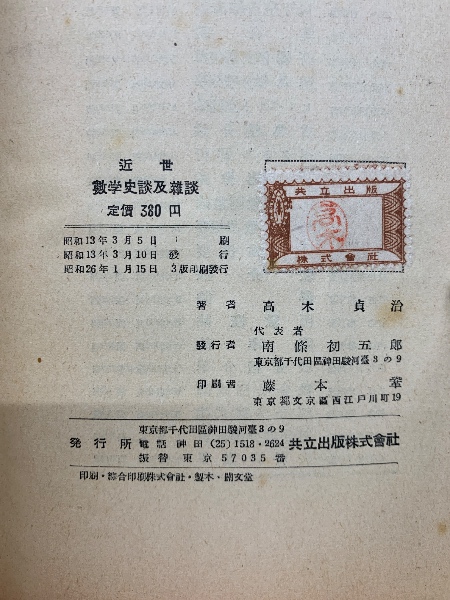 近世
數学史談及雜談
定價 380 円
昭和13年3月5日 印刷
昭和13年3月10日 發行
昭和26年1月15日 3版印刷發行
共立出版
高木
株式會社
著者 高木貞治
代表者
發行者 南條初五郎
東京都千代田區神田駿河臺3の9
印刷者 藤本
東京都文京區西江戸川町19
東京都千代田區神田駿河臺3の9
發行所 電話 神田 (25) 1518・2624 共立出版株式會社
振替 東京 57035 番
印刷・綜合印刷株式會社・製本・関文堂